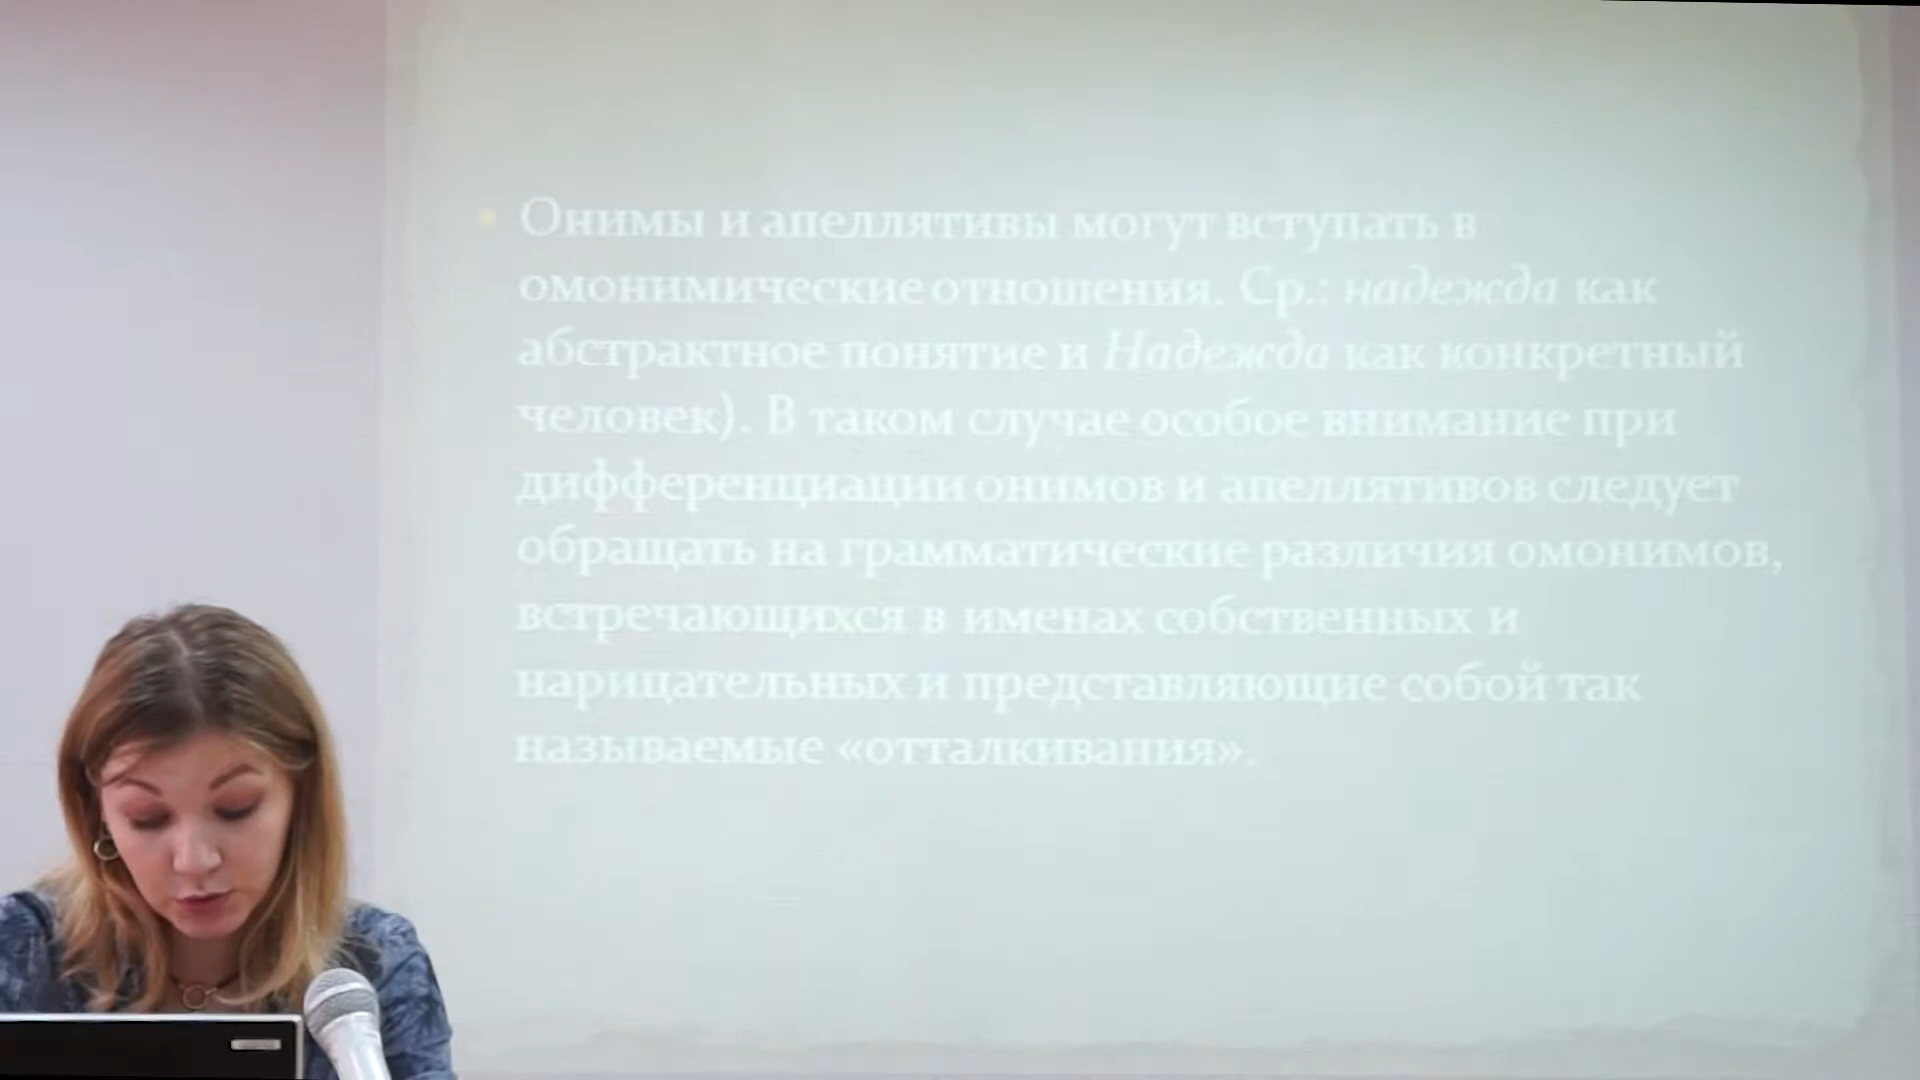 Онимы и апеллятивы могут вступать в
омонимические отношения. Ср.: надежда как
абстрактное понятие и Надежда как конкретный
человек). В таком случае особое внимание при
дифференциации онимов и апеллятивов следует
обращать на грамматические различия омонимов,
встречающихся в именах собственных и
нарицательных и представляющие собой так
называемые «отталкивания».